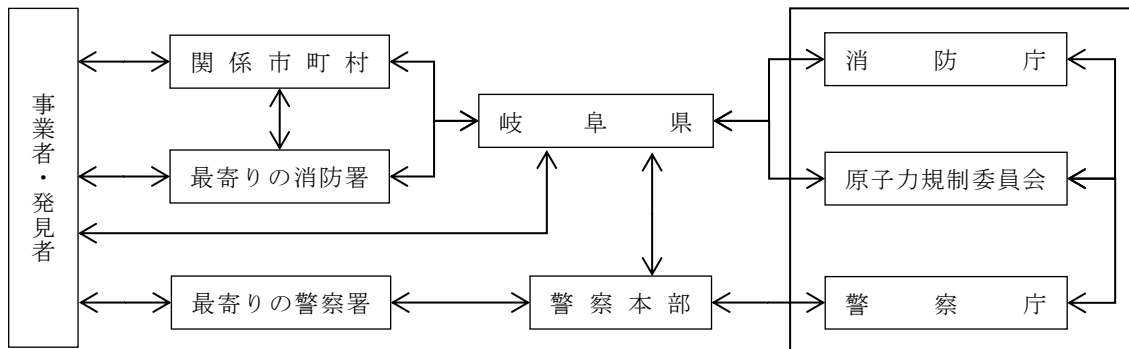 事業者・発見者
関係市町村
最寄りの消防署
最寄りの警察署
岐阜県
警察本部
消防庁
原子力規制委員会
警察庁